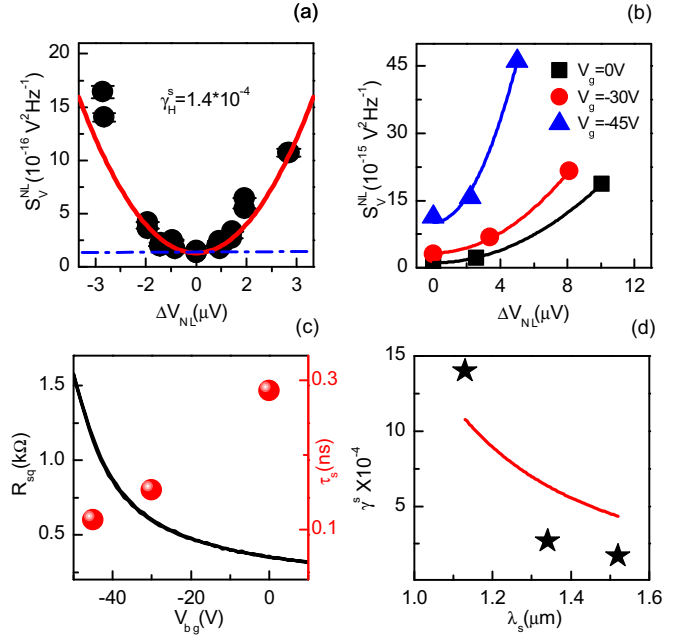 (a)
S_V^NL (10^-16 V^2Hz^-1)
20
15
10
5
0
γ_H^s=1.4*10^-4
-3 -2 0 2 3
ΔV_NL(μV)
(b)
S_V^NL(10^-15 V^2Hz^-1)
45
30
15
0
V_g=0V
V_g=-30V
V_g=-45V
0 4 8 12
ΔV_NL(μV)
(c)
R_sq(kΩ)
1.5
1.0
0.5
0.3
0.1
τ_s(ns)
-40 -20 0
V_bg(V)
(d)
γ^s X10^-4
15
10
5
0
1.0 1.2 1.4 1.6
λ_s(μm)